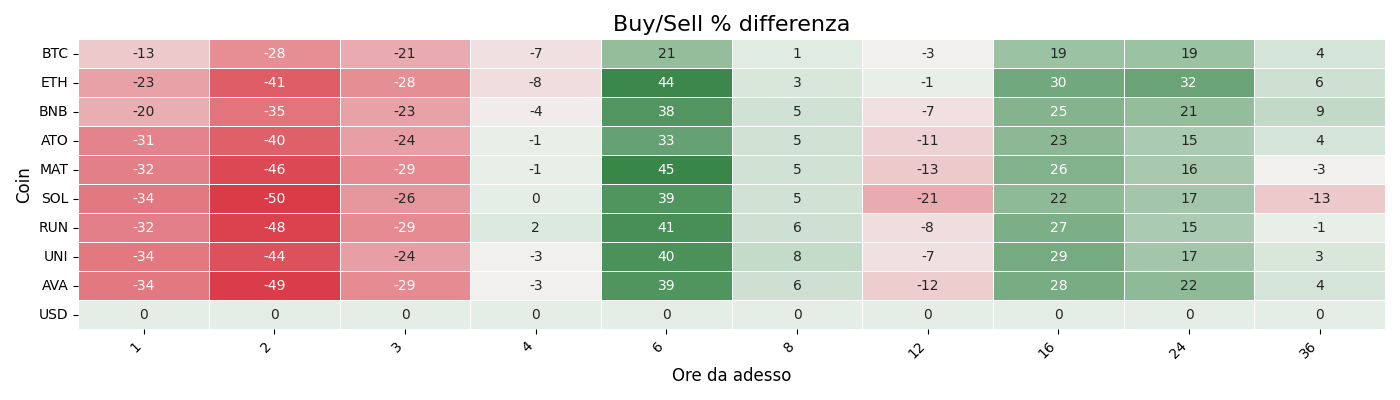 Buy/Sell % differenza
Coin
BTC -13 -28 -21 -7 21 1 -3 19 19 4
ETH -23 -41 -28 -8 44 3 -1 30 32 6
BNB -20 -35 -23 -4 38 5 -7 25 21 9
ATO -31 -40 -24 -1 33 5 -11 23 15 4
MAT -32 -46 -29 -1 45 5 -13 26 16 -3
SOL -34 -50 -26 0 39 5 -21 22 17 -13
RUN -32 -48 -29 2 41 6 -8 27 15 -1
UNI -34 -44 -24 -3 40 8 -7 29 17 3
AVA -34 -49 -29 -3 39 6 -12 28 22 4
USD 0 0 0 0 0 0 0 0 0 0
1 2 3 4 6 8 12 16 24 36
Ore da adesso